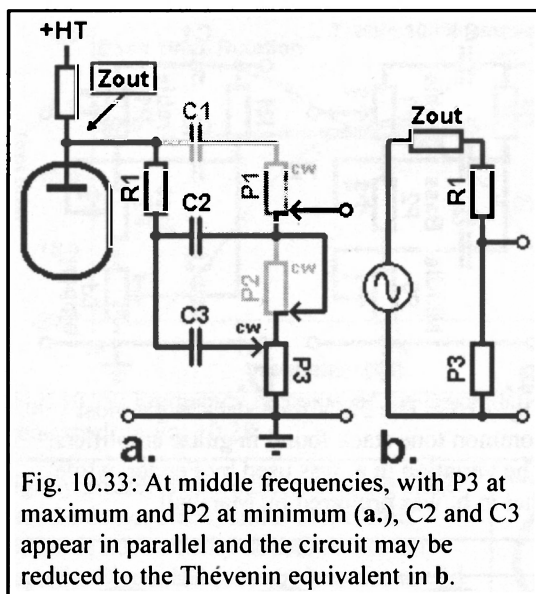 +HT
Zout
C1
cw
P1
R1
C2
cw
P2
C3
cw
P3
a.
Zout
R1
P3
b.
Fig. 10.33: At middle frequencies, with P3 at
maximum and P2 at minimum (a.), C2 and C3
appear in parallel and the circuit may be
reduced to the Thévenin equivalent in b.